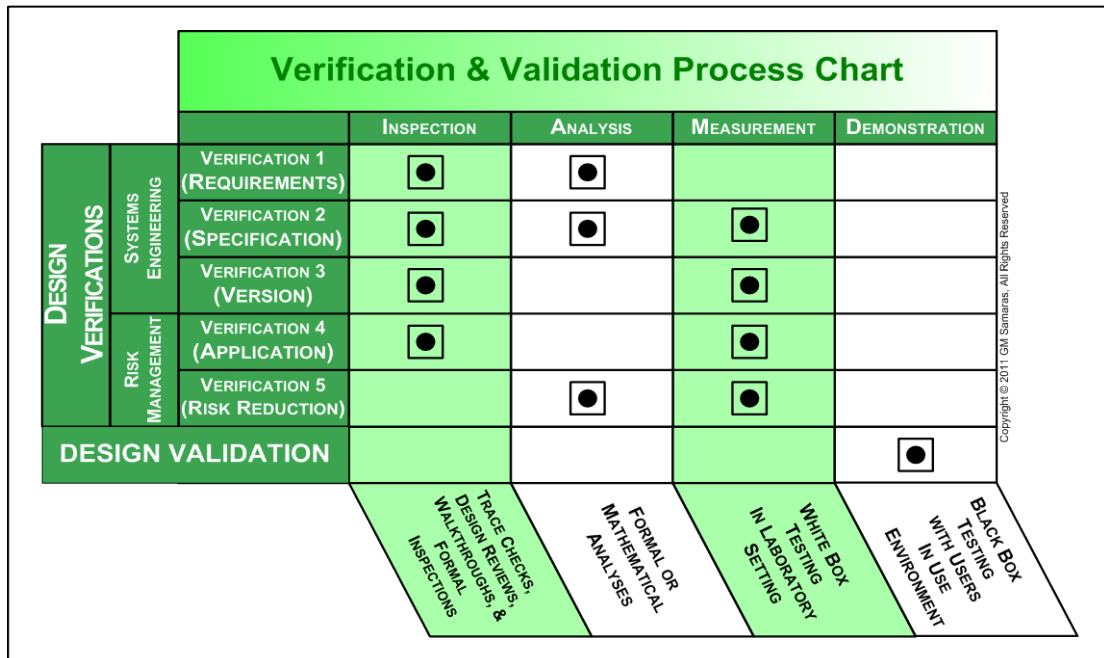 Verification & Validation Process Chart
INSPECTION
ANALYSIS
MEASUREMENT
DEMONSTRATION
DESIGN
VERIFICATIONS
SYSTEMS
ENGINEERING
VERIFICATION 1
(REQUIREMENTS)
VERIFICATION 2
(SPECIFICATION)
VERIFICATION 3
(VERSION)
RISK
MANAGEMENT
VERIFICATION 4
(APPLICATION)
VERIFICATION 5
(RISK REDUCTION)
DESIGN VALIDATION
TRACE CHECKS,
DESIGN REVIEWS,
WALKTHROUGHS, &
FORMAL
INSPECTIONS
FORMAL OR
MATHEMATICAL
ANALYSES
WHITE BOX
TESTING
IN LABORATORY
SETTING
BLACK BOX
TESTING
WITH USERS
IN USE
ENVIRONMENT
Copyright © 2011 GM Samaras, All Rights Reserved